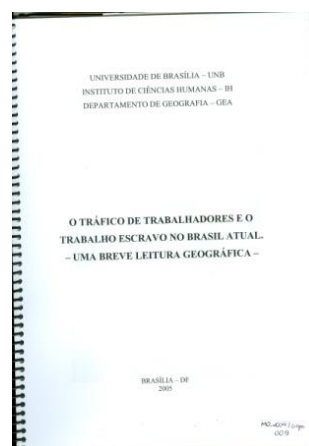 UNIVERSIDADE DE BRASÍLIA – UNB
INSTITUTO DE CIÊNCIAS HUMANAS – IH
DEPARTAMENTO DE GEOGRAFIA – GEA
O TRÁFICO DE TRABALHADORES E O
TRABALHO ESCRAVO NO BRASIL ATUAL.
– UMA BREVE LEITURA GEOGRÁFICA –
BRASÍLIA – DF
2005
009